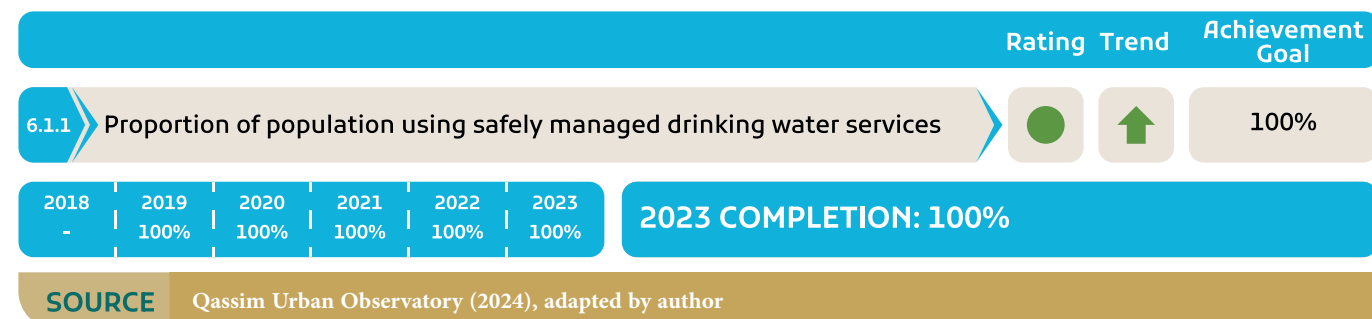 Rating Trend Achievement Goal
6.1.1 Proportion of population using safely managed drinking water services 100%
2018 2019 2020 2021 2022 2023
- 100% 100% 100% 100% 100%
2023 COMPLETION: 100%
SOURCE Qassim Urban Observatory (2024), adapted by author